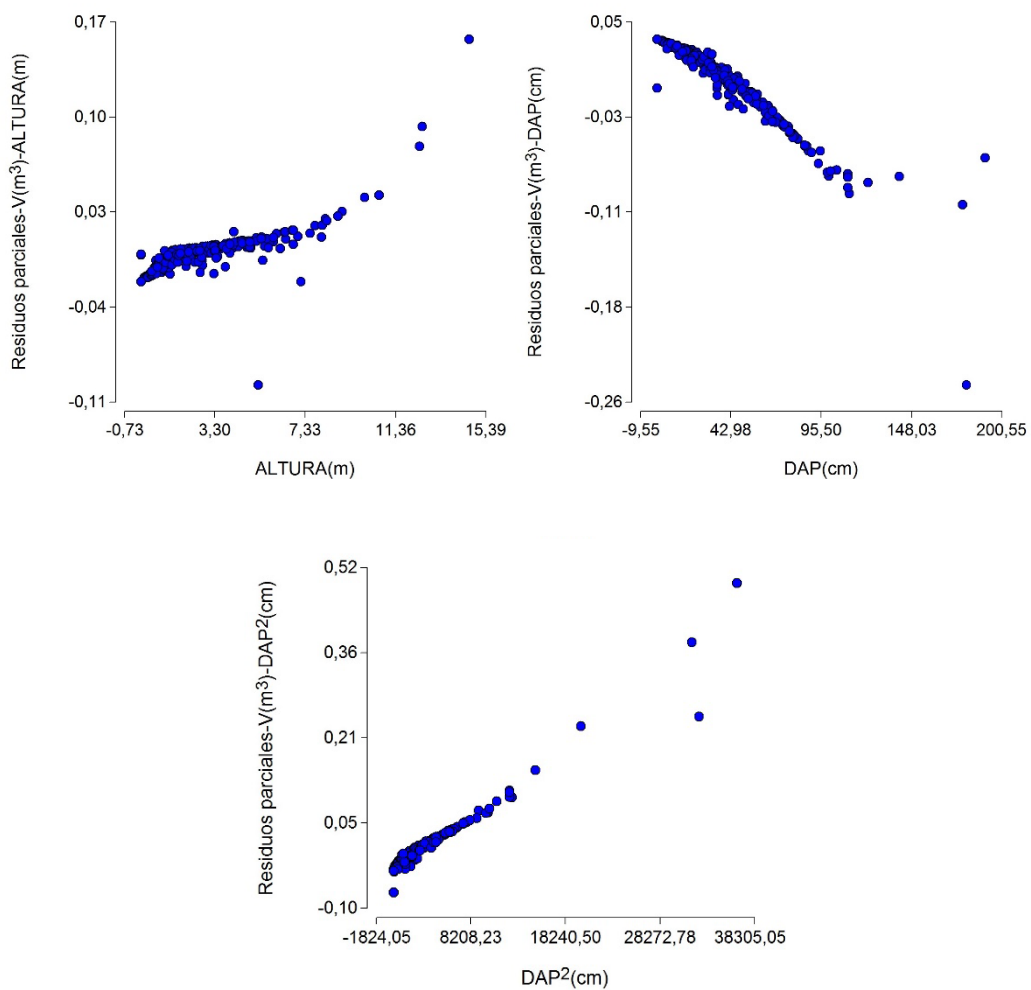 Residuos parciales-V(m³)-ALTURA(m)
0,17
0,10
0,03
-0,04
-0,11
-0,73 3,30 7,33 11,36 15,39
ALTURA(m)
Residuos parciales-V(m³)-DAP(cm)
0,05
-0,03
-0,11
-0,18
-0,26
-9,55 42,98 95,50 148,03 200,55
DAP(cm)
Residuos parciales-V(m³)-DAP²(cm)
0,52
0,36
0,21
0,05
-0,10
-1824,05 8208,23 18240,50 28272,78 38305,05
DAP²(cm)